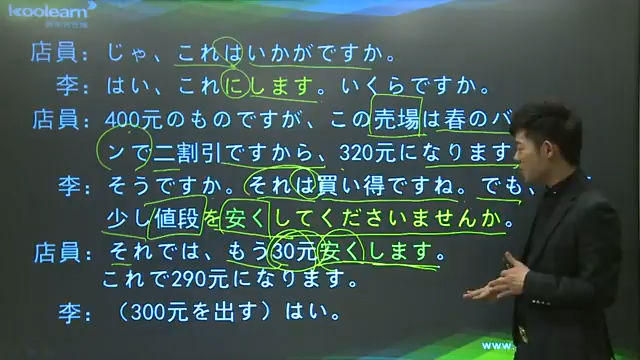 koolearn
店員：じゃ、これはいかがですか。
李：はい、これにします。いくらですか。
店員：400元のものですが、この売場は春のバ
ンで二割引ですから、320元になります
李：そうですか。それは買い得ですね。でも、
少し値段を安くしてくださいませんか。
店員：それでは、もう30元安くします。
これで290元になります。
李：（300元を出す）はい。
www.